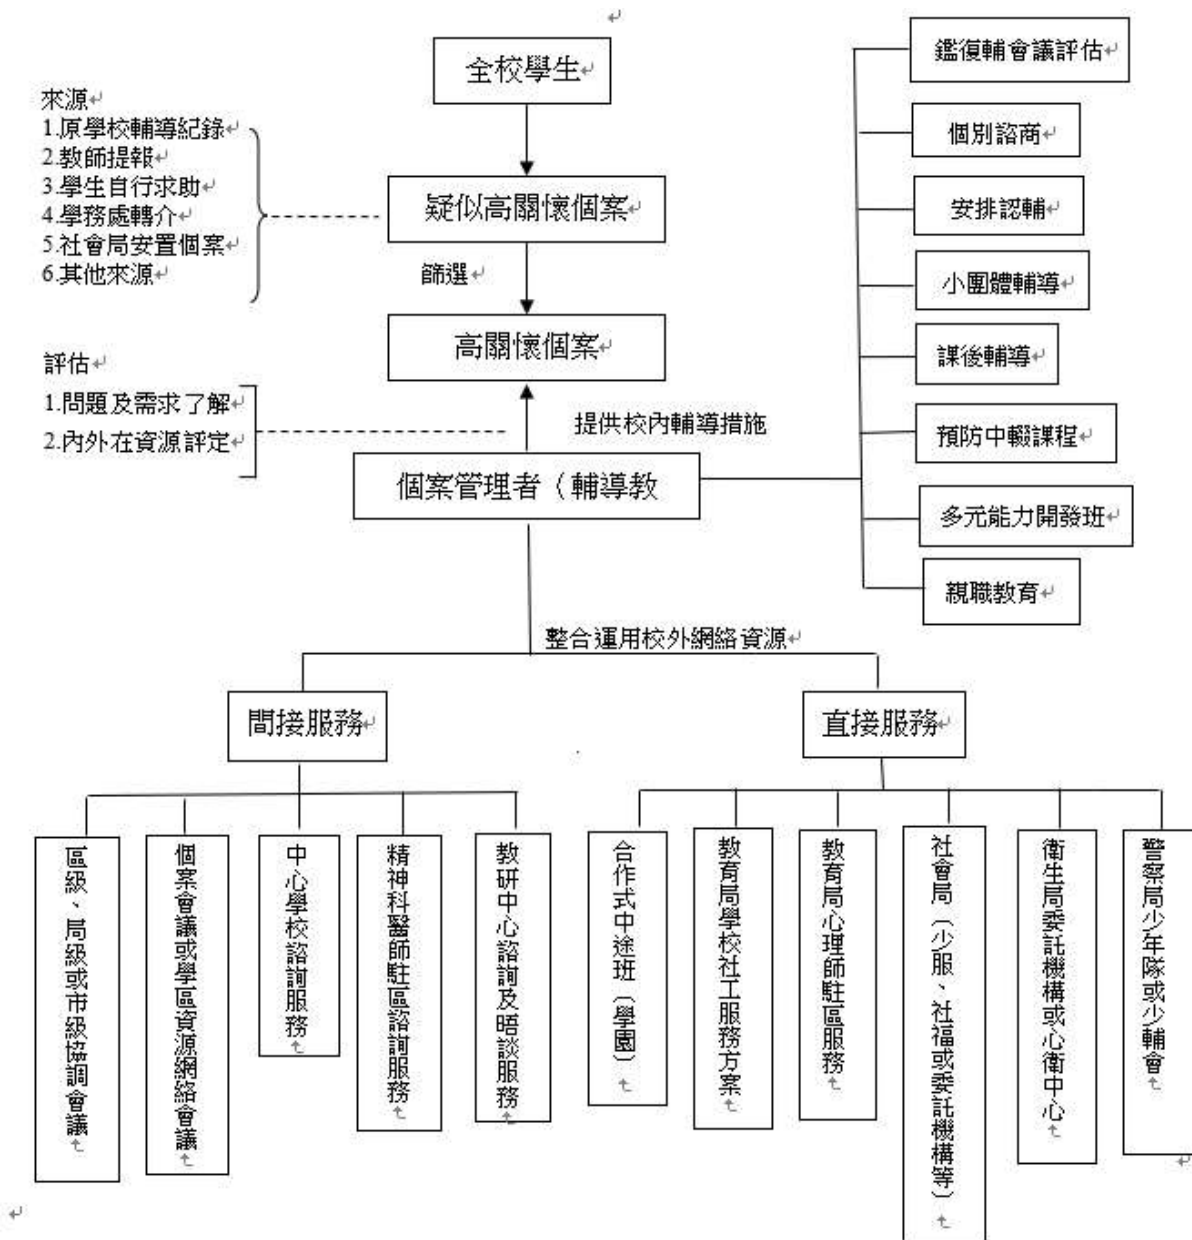 全校學生
來源
1.原學校輔導紀錄
2.教師提報
3.學生自行求助
4.學務處轉介
5.社會局安置個案
6.其他來源
疑似高關懷個案
篩選
高關懷個案
評估
1.問題及需求了解
2.內外在資源評定
提供校內輔導措施
個案管理者（輔導教
鑑復輔會議評估
個別諮商
安排認輔
小團體輔導
課後輔導
預防中輟課程
多元能力開發班
親職教育
整合運用校外網絡資源
間接服務
直接服務
區級、局級或市級協調會議
個案會議或學區資源網絡會議
中心學校諮詢服務
精神科醫師駐區諮詢服務
教研中心諮詢及晤談服務
合作式中途班（學園）
教育局學校社工服務方案
教育局心理師駐區服務
社會局（少服、社福或委託機構等）
衛生局委託機構或心衛中心
警察局少年隊或少輔會